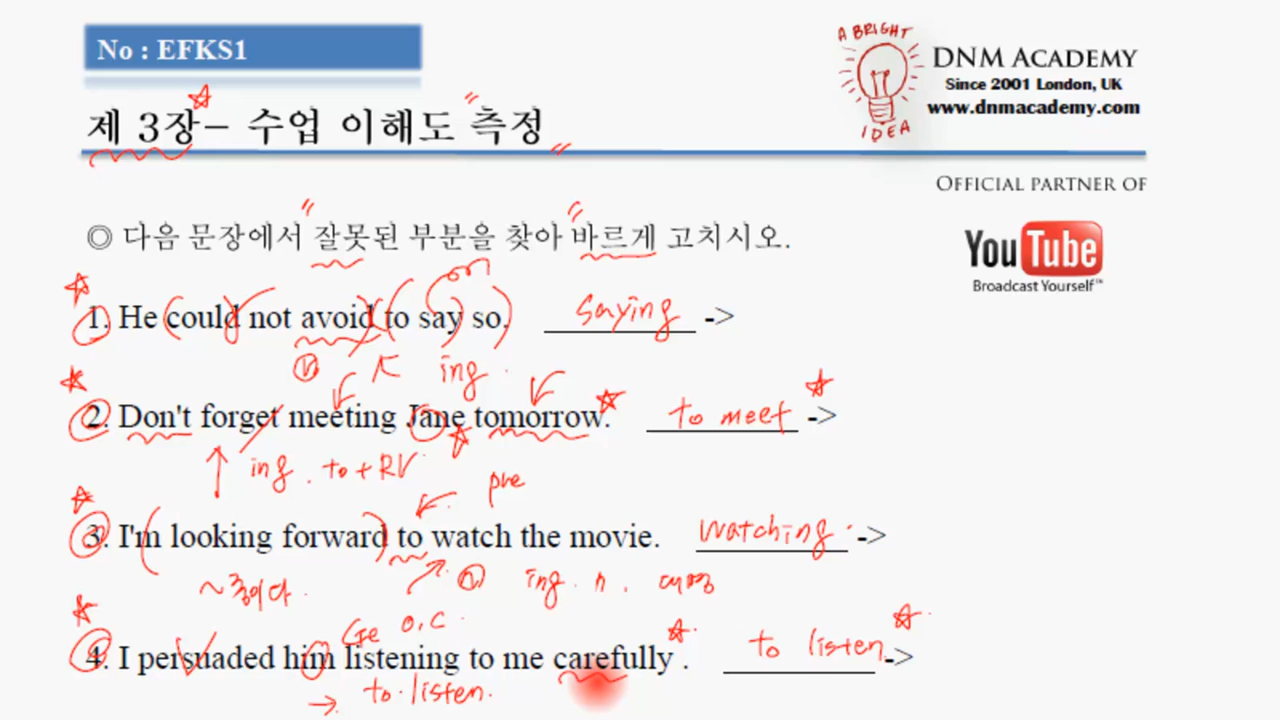 No : EFKS1
A BRIGHT IDEA
DNM ACADEMY
Since 2001 London, UK
www.dnmacademy.com
제 3장 - 수업 이해도 측정
OFFICIAL PARTNER OF
YouTube
Broadcast Yourself™
◎ 다음 문장에서 잘못된 부분을 찾아 바르게 고치시오.
1. He could not avoid to say so. saying ->
ing
2. Don't forget meeting Jane tomorrow. to meet ->
ing . to + RV
pre
3. I'm looking forward to watch the movie. watching ->
~중이다. ing . n .
O.C
4. I persuaded him listening to me carefully . to listen ->
→ to listen.